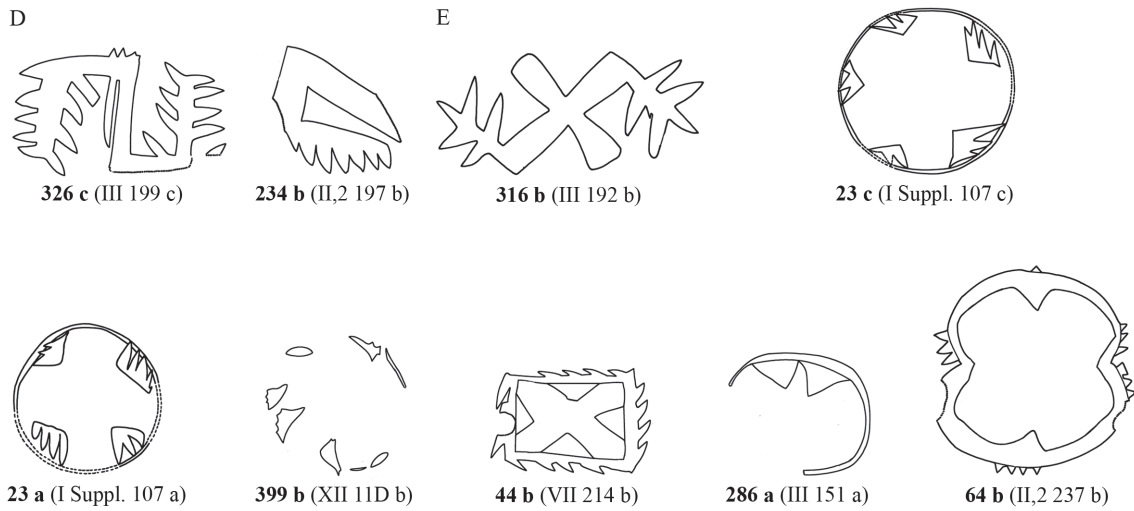 D
E
326 c (III 199 c)
234 b (II,2 197 b)
316 b (III 192 b)
23 c (I Suppl. 107 c)
23 a (I Suppl. 107 a)
399 b (XII 11D b)
44 b (VII 214 b)
286 a (III 151 a)
64 b (II,2 237 b)